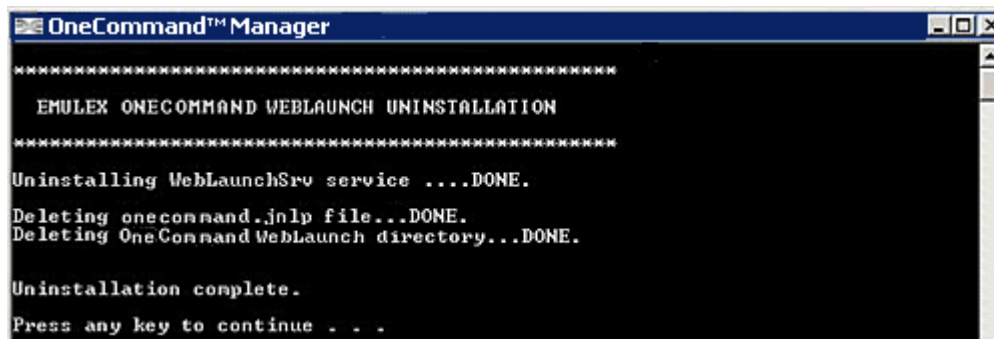 OneCommand™ Manager
**************************************************
EMULEX ONECOMMAND WEBLAUNCH UNINSTALLATION
**************************************************
Uninstalling WebLaunchSrv service ....DONE.
Deleting onecommand.jnlp file...DONE.
Deleting OneCommand WebLaunch directory...DONE.
Uninstallation complete.
Press any key to continue . . .